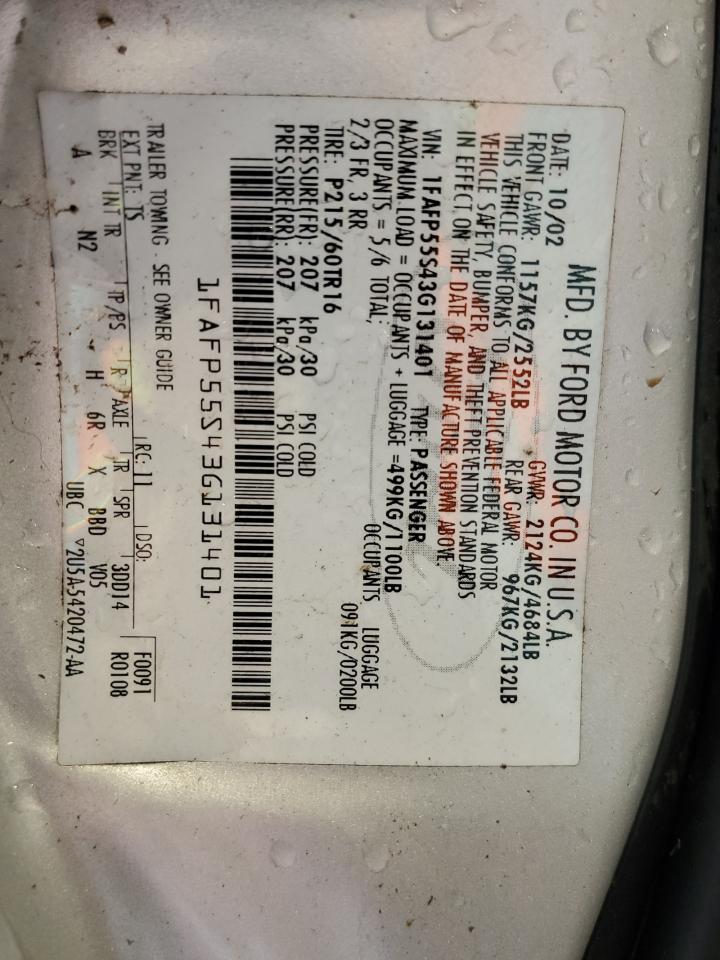 MFD. BY FORD MOTOR CO. IN U.S.A.
DATE: 10/02 GVWR: 2124KG/4684LB
FRONT GAWR: 1157KG/2552LB REAR GAWR: 967KG/2132LB
THIS VEHICLE CONFORMS TO ALL APPLICABLE FEDERAL MOTOR
VEHICLE SAFETY, BUMPER, AND THEFT PREVENTION STANDARDS
IN EFFECT ON THE DATE OF MANUFACTURE SHOWN ABOVE.
VIN: 1FAFP55S43G131401 TYPE: PASSENGER
MAXIMUM LOAD = OCCUPANTS + LUGGAGE =499KG/1100LB
OCCUPANTS = 5/6 TOTAL; OCCUPANTS LUGGAGE
2/3 FR, 3 RR 091KG/0200LB
TIRE: P215/60TR16
PRESSURE(FR): 207 kPa/30 PSI COLD
PRESSURE(RR): 207 kPa/30 PSI COLD
1FAFP55S43G131401
TRAILER TOWING - SEE OWNER GUIDE
EXT PNT: TS RC: 11 DSO: F0091
BRK INT TR TP/PS R AXLE TR SPR 3DD14 R0108
A N2 H 6R X BBD V05
UBC ▽2U5A-5420472-AA